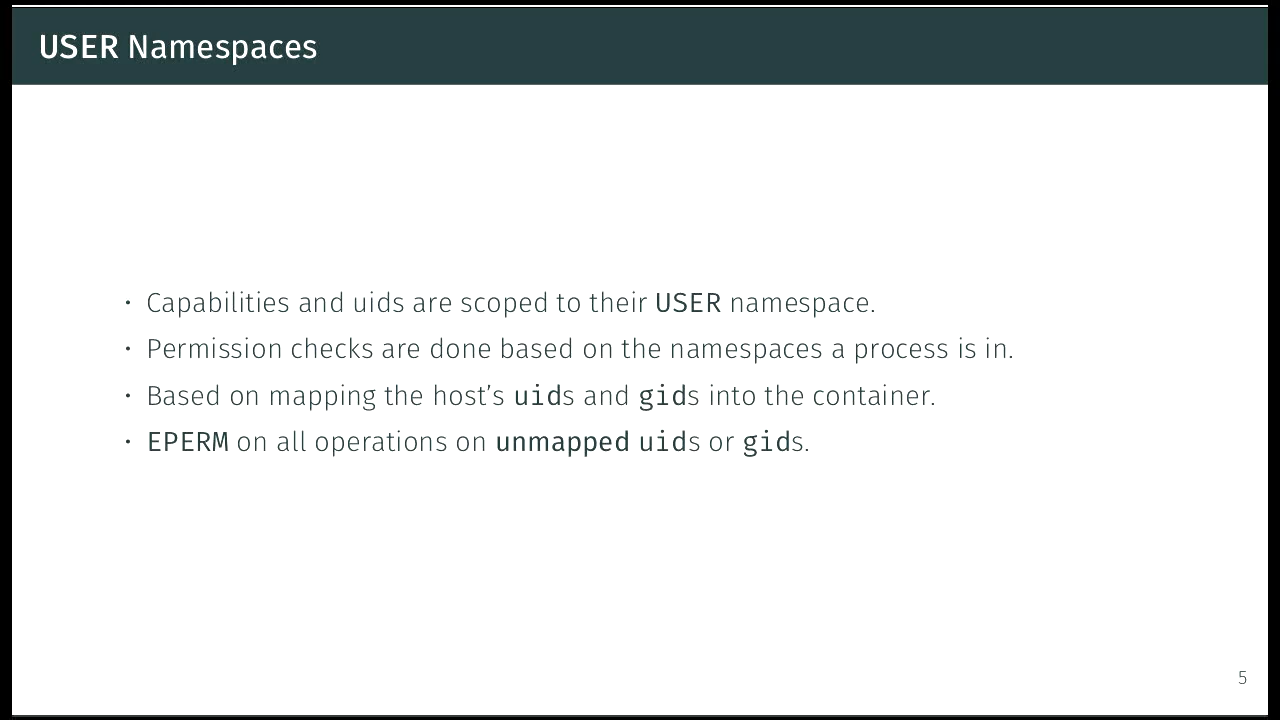 USER Namespaces
· Capabilities and uids are scoped to their USER namespace.
· Permission checks are done based on the namespaces a process is in.
· Based on mapping the host’s uids and gids into the container.
· EPERM on all operations on unmapped uids or gids.
5